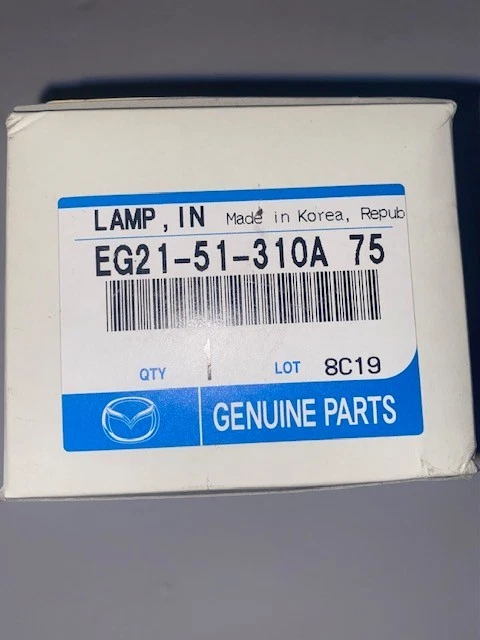 LAMP, IN Made in Korea, Repub
EG21-51-310A 75
QTY 1 LOT 8C19
GENUINE PARTS